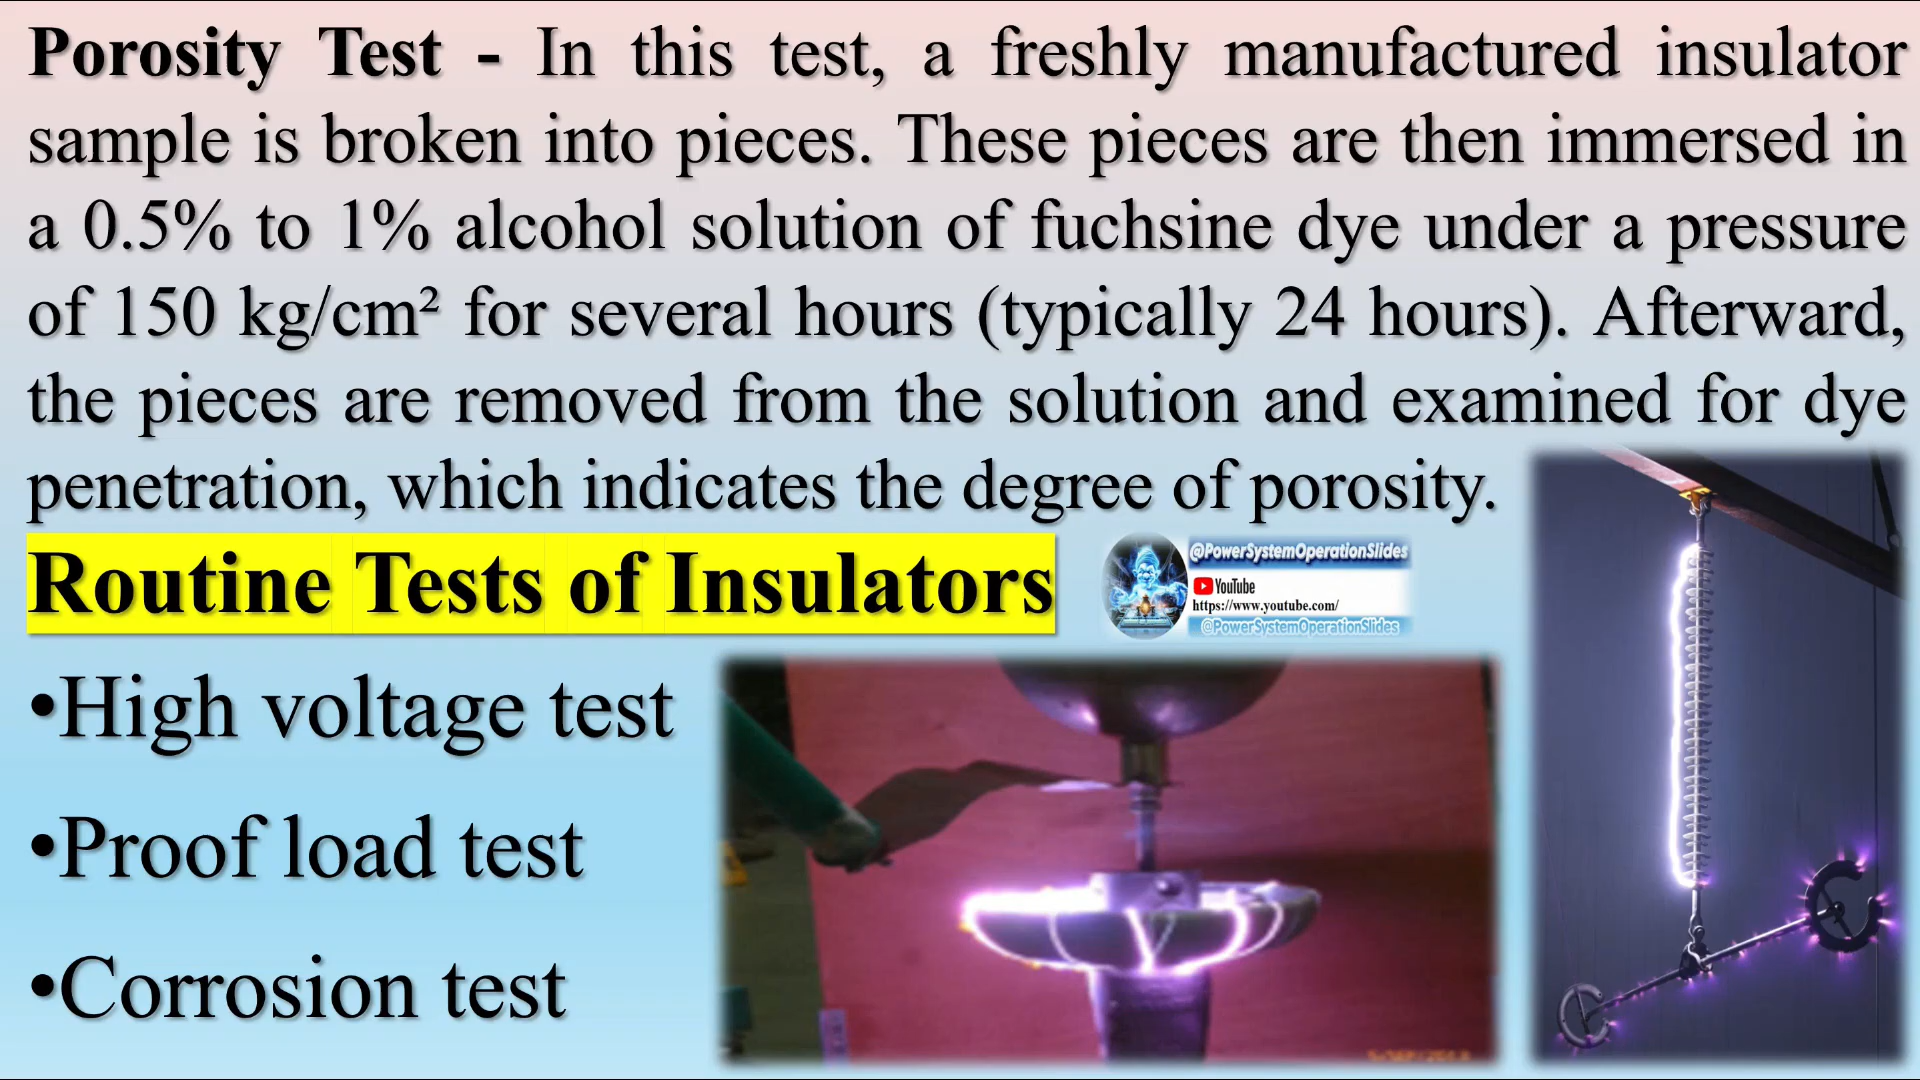 Porosity Test - In this test, a freshly manufactured insulator
sample is broken into pieces. These pieces are then immersed in
a 0.5% to 1% alcohol solution of fuchsine dye under a pressure
of 150 kg/cm² for several hours (typically 24 hours). Afterward,
the pieces are removed from the solution and examined for dye
penetration, which indicates the degree of porosity.
Routine Tests of Insulators
@PowerSystemOperationSlides
YouTube
https://www.youtube.com/
@PowerSystemOperationSlides
•High voltage test
•Proof load test
•Corrosion test